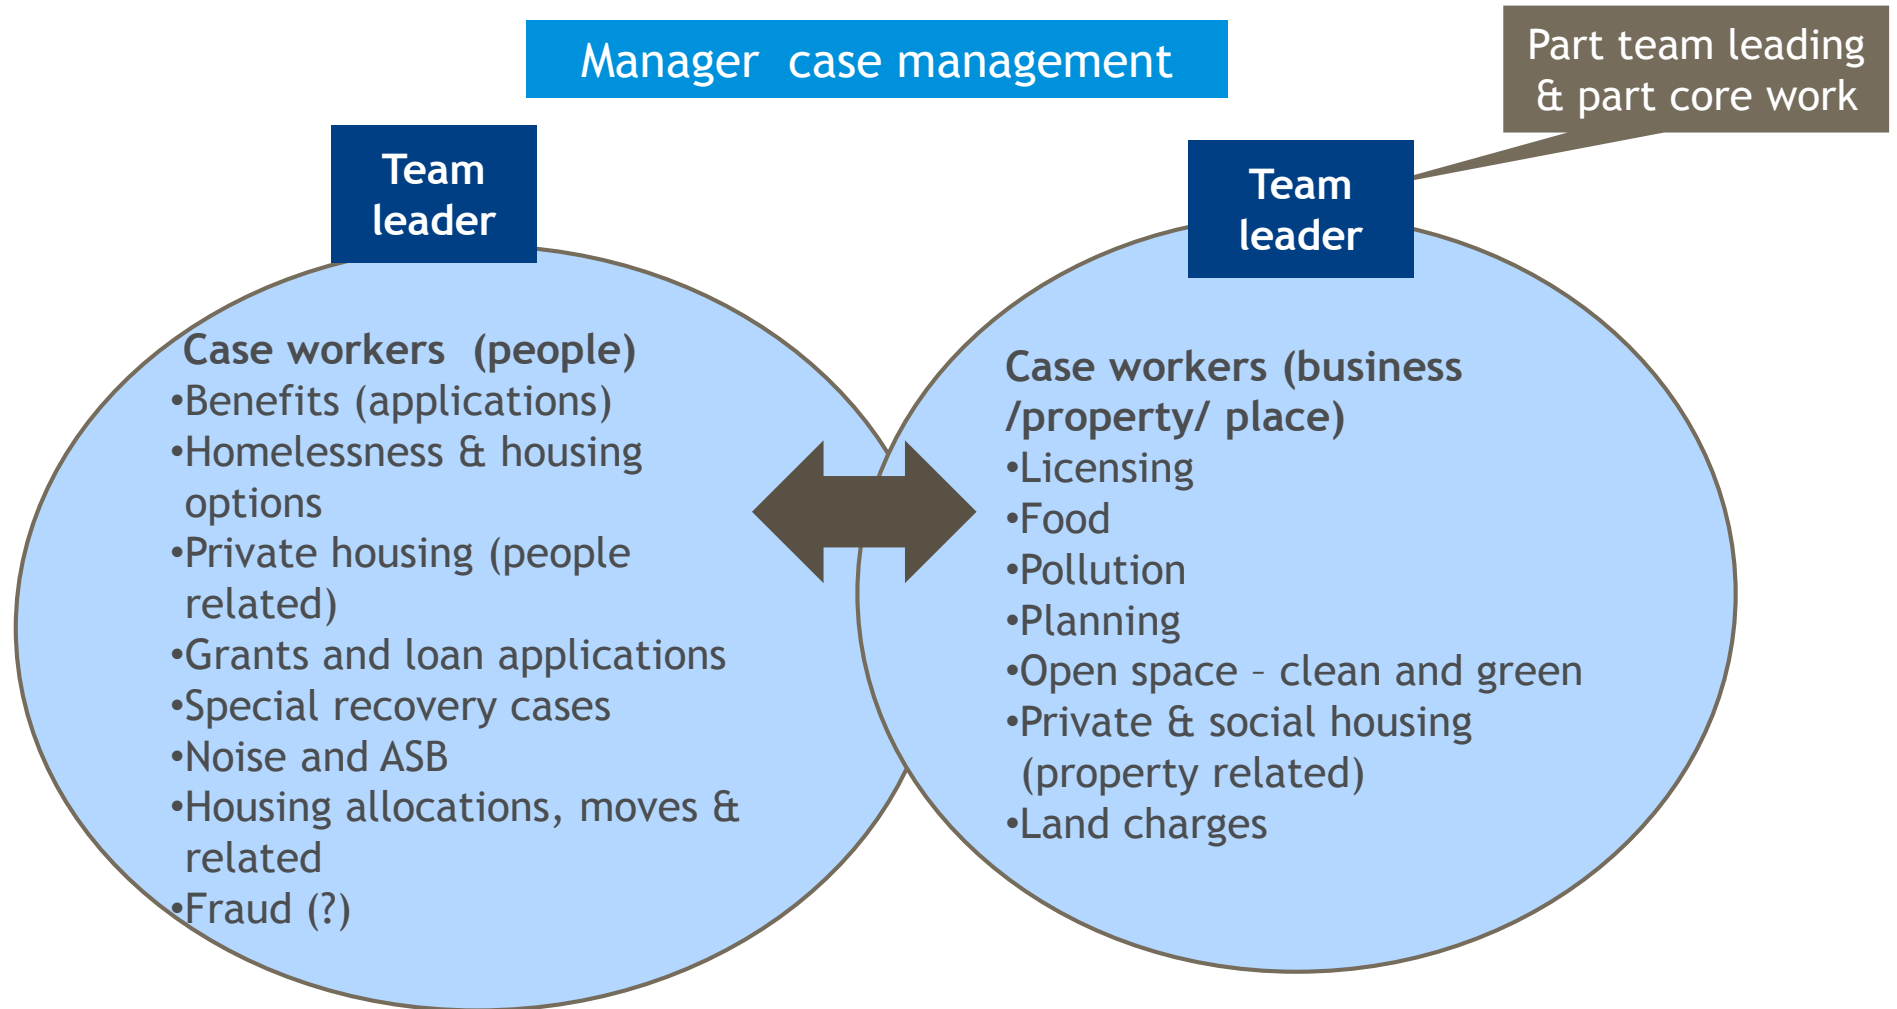 Manager  case management
Part team leading
& part core work
Team
leader
Team
leader
Case workers  (people)
•Benefits (applications)
•Homelessness & housing
options
•Private housing (people
related)
•Grants and loan applications
•Special recovery cases
•Noise and ASB
•Housing allocations, moves &
related
•Fraud (?)
Case workers (business
/property/ place)
•Licensing
•Food
•Pollution
•Planning
•Open space – clean and green
•Private & social housing
(property related)
•Land charges